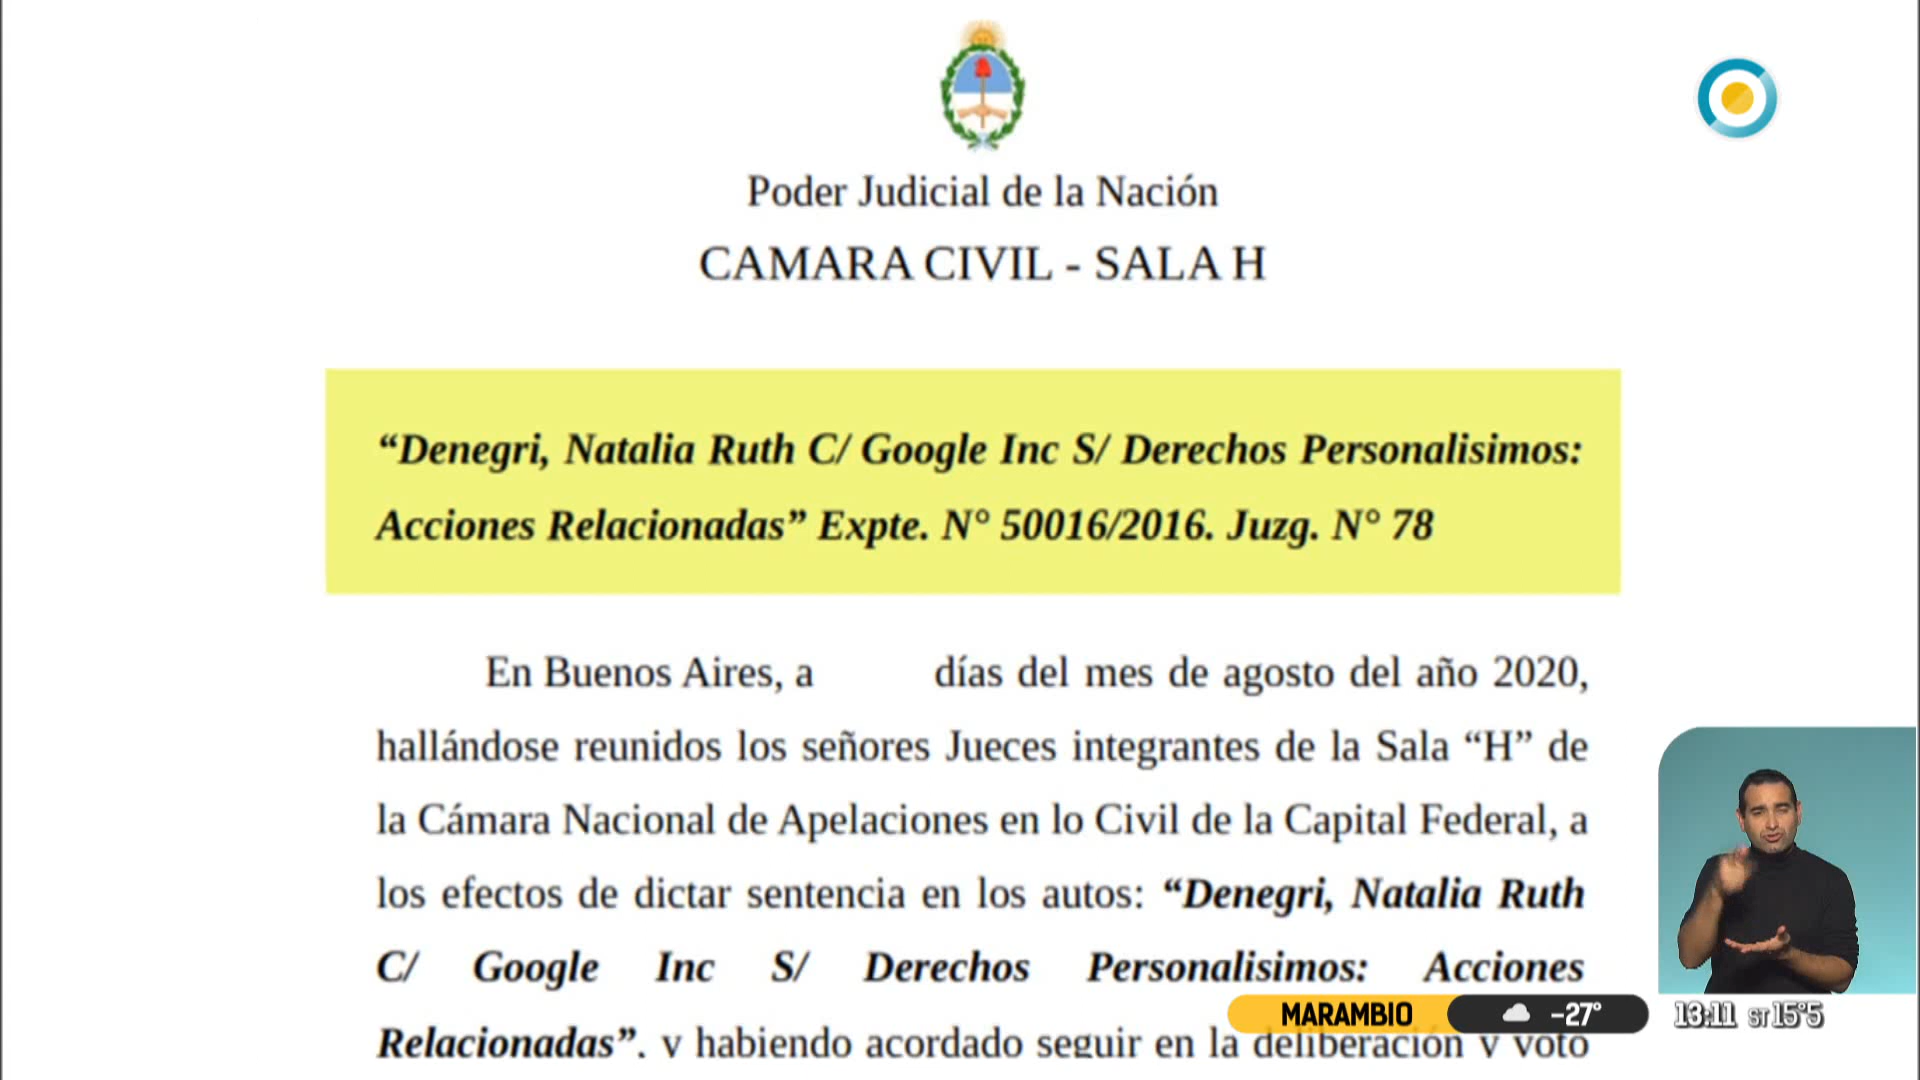 Poder Judicial de la Nación
CAMARA CIVIL - SALA H
“Denegri, Natalia Ruth C/ Google Inc S/ Derechos Personalisimos:
Acciones Relacionadas” Expte. N° 50016/2016. Juzg. N° 78
En Buenos Aires, a días del mes de agosto del año 2020,
hallándose reunidos los señores Jueces integrantes de la Sala “H” de
la Cámara Nacional de Apelaciones en lo Civil de la Capital Federal, a
los efectos de dictar sentencia en los autos: “Denegri, Natalia Ruth
C/ Google Inc S/ Derechos Personalisimos: Acciones
Relacionadas”. y habiendo acordado seguir en la deliberación y voto
MARAMBIO -27° 13:11 ST 15°5